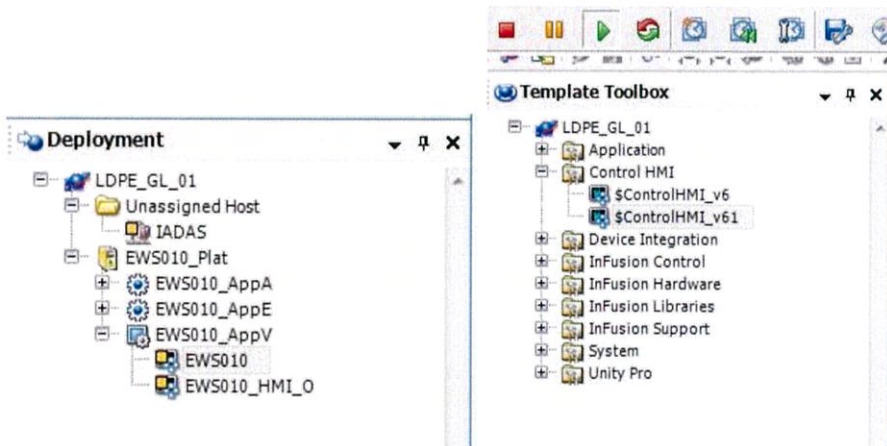 Deployment
LDPE_GL_01
Unassigned Host
IADAS
EWS010_Plat
EWS010_AppA
EWS010_AppE
EWS010_AppV
EWS010
EWS010_HMI_O
Template Toolbox
LDPE_GL_01
Application
Control HMI
$ControlHMI_v6
$ControlHMI_v61
Device Integration
InFusion Control
InFusion Hardware
InFusion Libraries
InFusion Support
System
Unity Pro